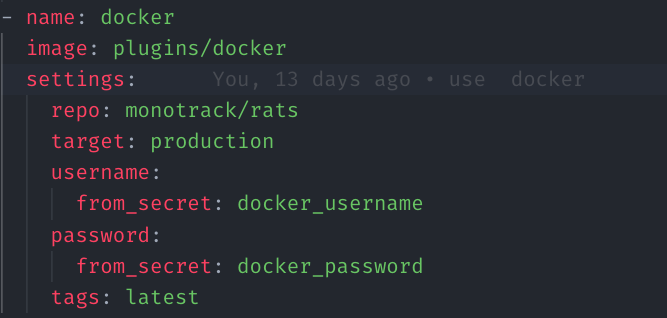 - name: docker
image: plugins/docker
settings: You, 13 days ago • use docker
repo: monotrack/rats
target: production
username:
from_secret: docker_username
password:
from_secret: docker_password
tags: latest